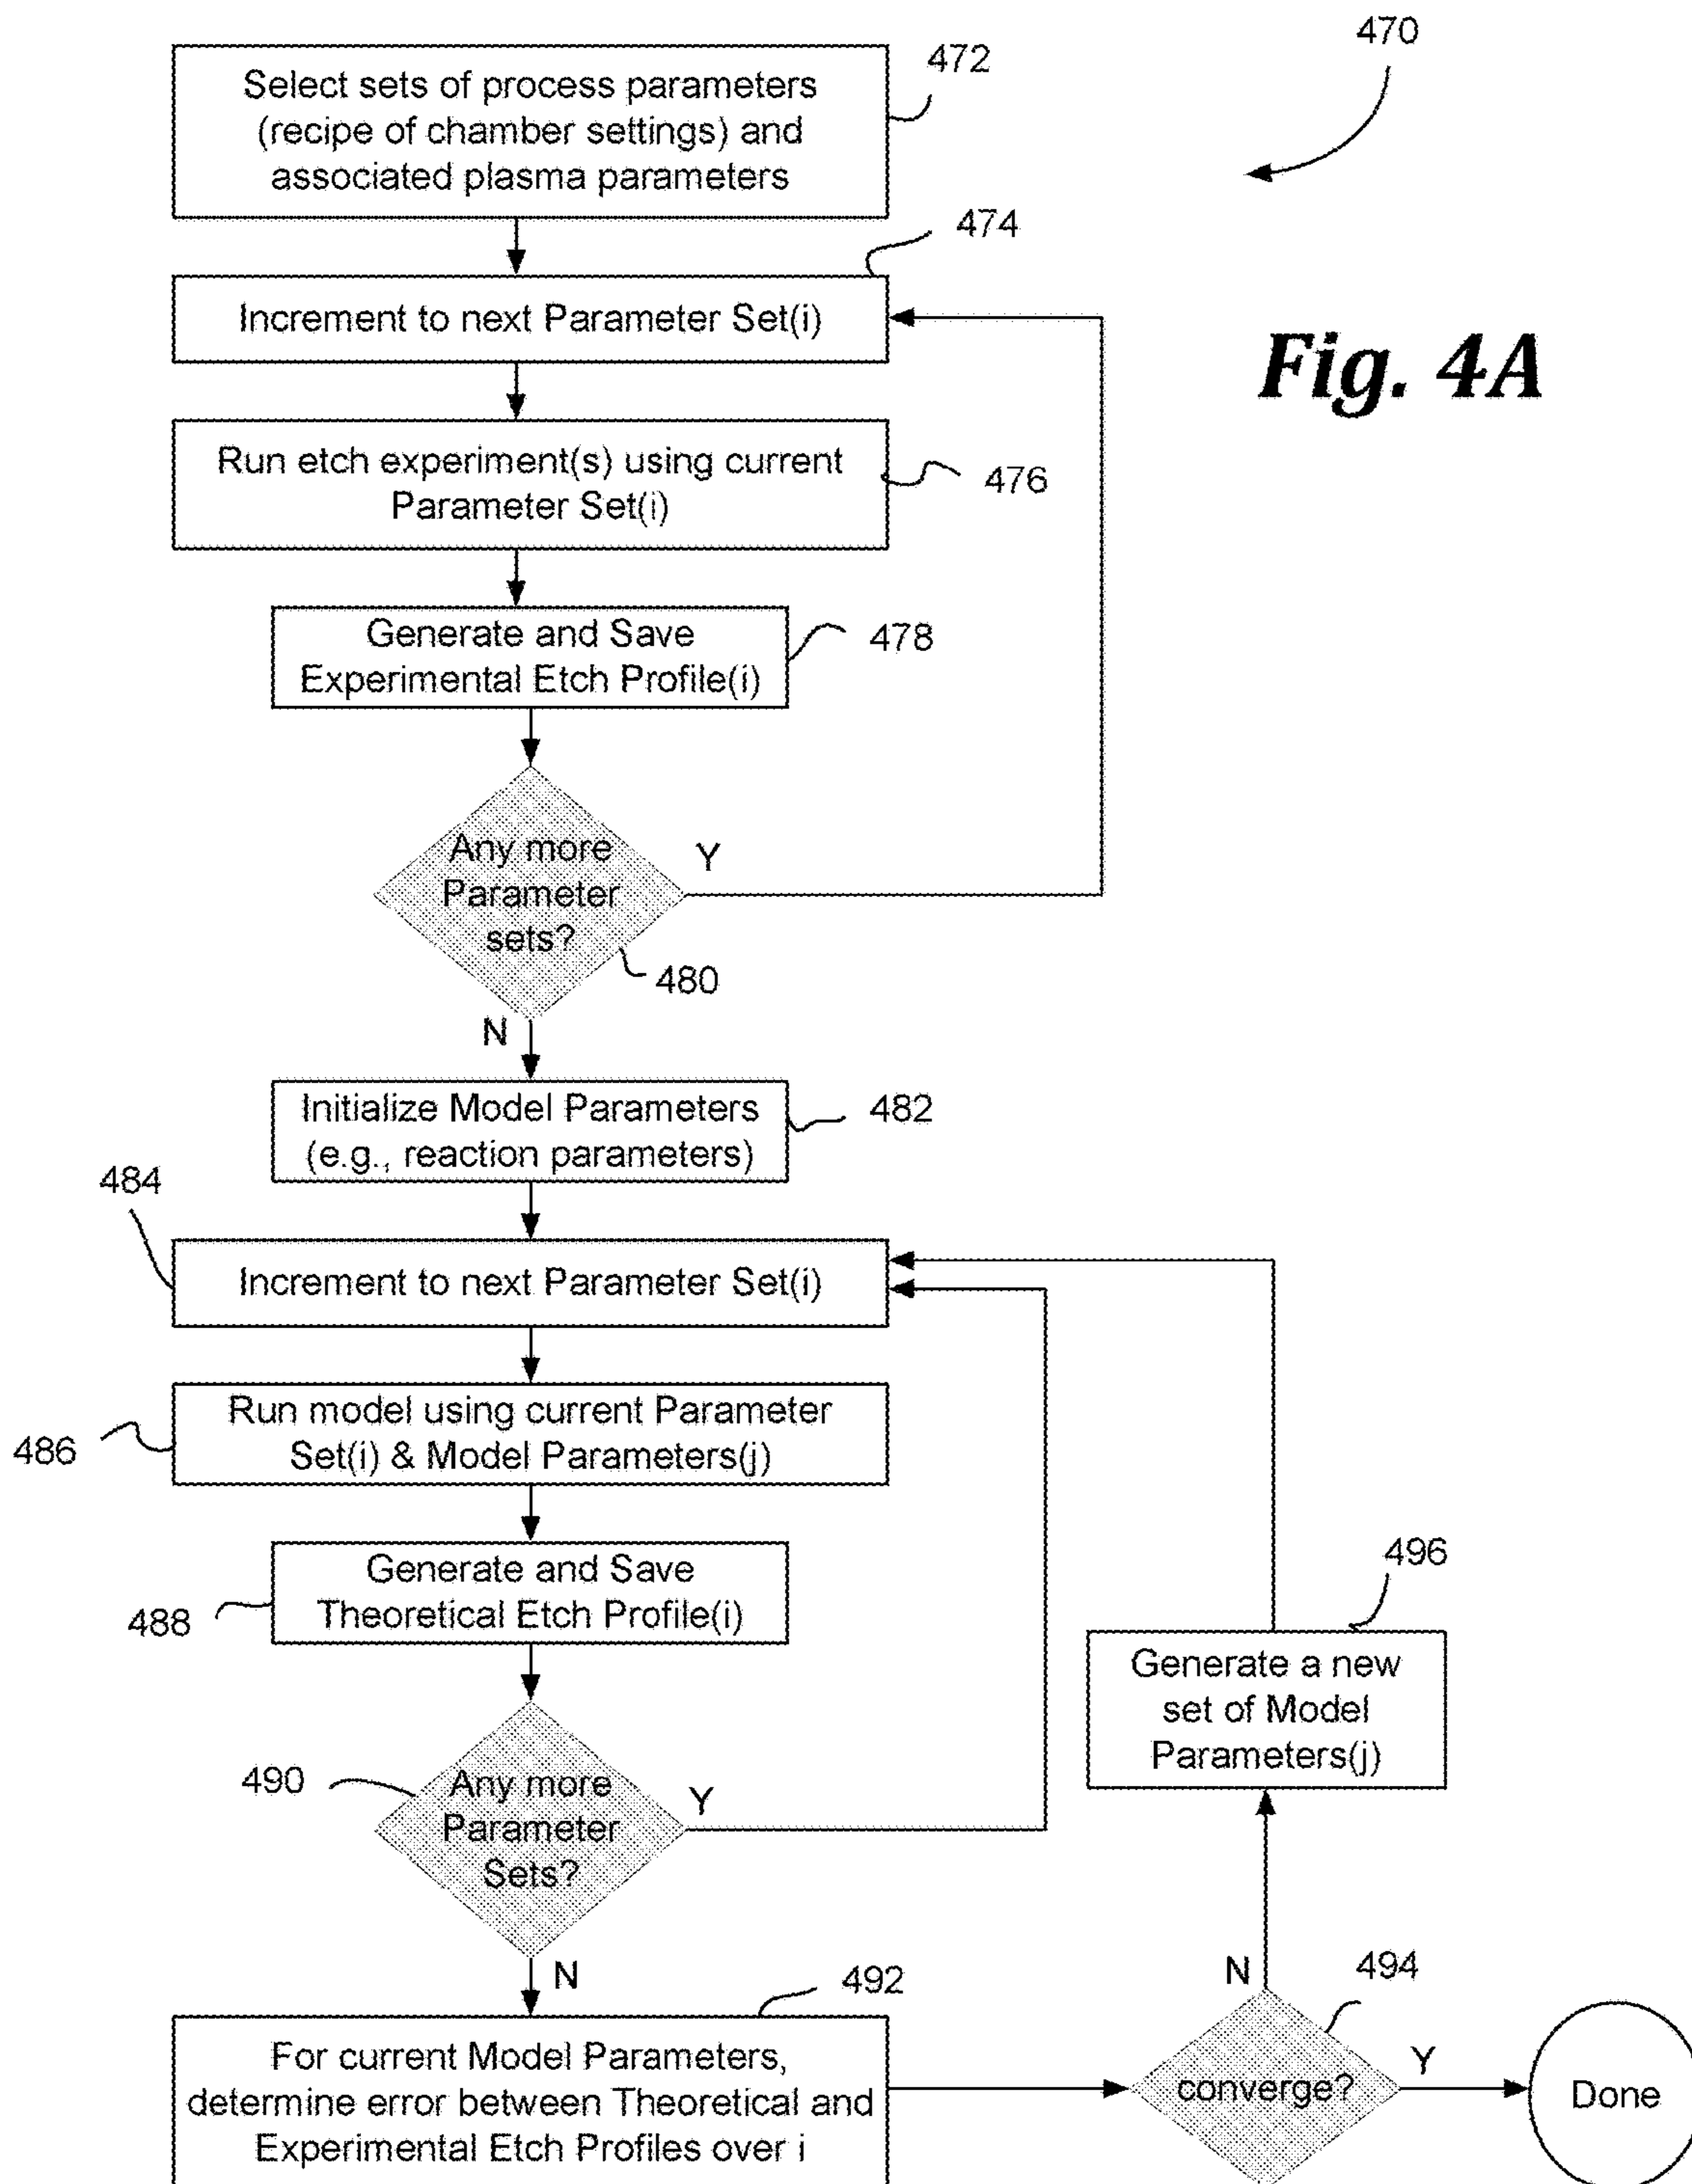 470
472
Select sets of process parameters
(recipe of chamber settings) and
associated plasma parameters
474
Increment to next Parameter Set(i)
Fig. 4A
Run etch experiment(s) using current
Parameter Set(i)
476
Generate and Save
Experimental Etch Profile(i)
478
Any more
Parameter
sets?
Y
480
N
Initialize Model Parameters
(e.g., reaction parameters)
482
484
Increment to next Parameter Set(i)
Run model using current Parameter
Set(i) & Model Parameters(j)
486
Generate and Save
Theoretical Etch Profile(i)
488
496
Generate a new
set of Model
Parameters(j)
490
Any more
Parameter
Sets?
Y
N
492
For current Model Parameters,
determine error between Theoretical and
Experimental Etch Profiles over i
N
494
converge?
Y
Done